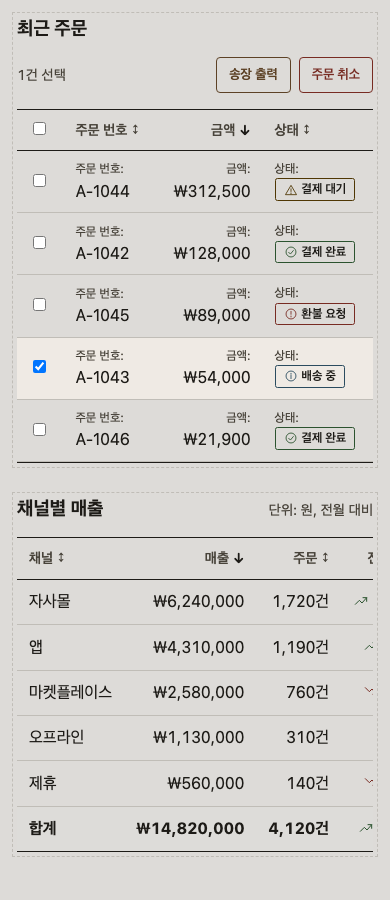 최근 주문
1건 선택
송장 출력
주문 취소
주문 번호 ↕ 금액 ↓ 상태 ↕
주문 번호: 금액: 상태:
A-1044 ₩312,500 결제 대기
주문 번호: 금액: 상태:
A-1042 ₩128,000 결제 완료
주문 번호: 금액: 상태:
A-1045 ₩89,000 환불 요청
주문 번호: 금액: 상태:
A-1043 ₩54,000 배송 중
주문 번호: 금액: 상태:
A-1046 ₩21,900 결제 완료
채널별 매출 단위: 원, 전월 대비
채널 ↕ 매출 ↓ 주문 ↕
자사몰 ₩6,240,000 1,720건
앱 ₩4,310,000 1,190건
마켓플레이스 ₩2,580,000 760건
오프라인 ₩1,130,000 310건
제휴 ₩560,000 140건
합계 ₩14,820,000 4,120건